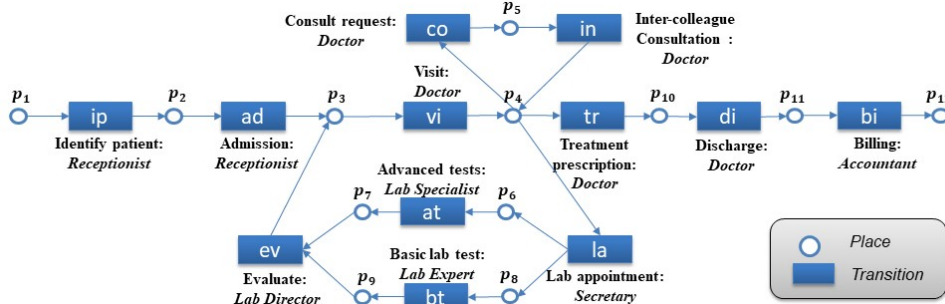 Consult request:
Doctor
co
p5
in
Inter-colleague
Consultation :
Doctor
Visit:
Doctor
p1
ip
p2
ad
p3
vi
p4
tr
p10
di
p11
bi
Identify patient:
Receptionist
Admission:
Receptionist
Treatment
prescription:
Doctor
Discharge:
Doctor
Billing:
Accountant
Advanced tests:
Lab Specialist
p7
at
p6
ev
Evaluate:
Lab Director
Basic lab test:
Lab Expert
p9
bt
p8
la
Lab appointment:
Secretary
Place
Transition